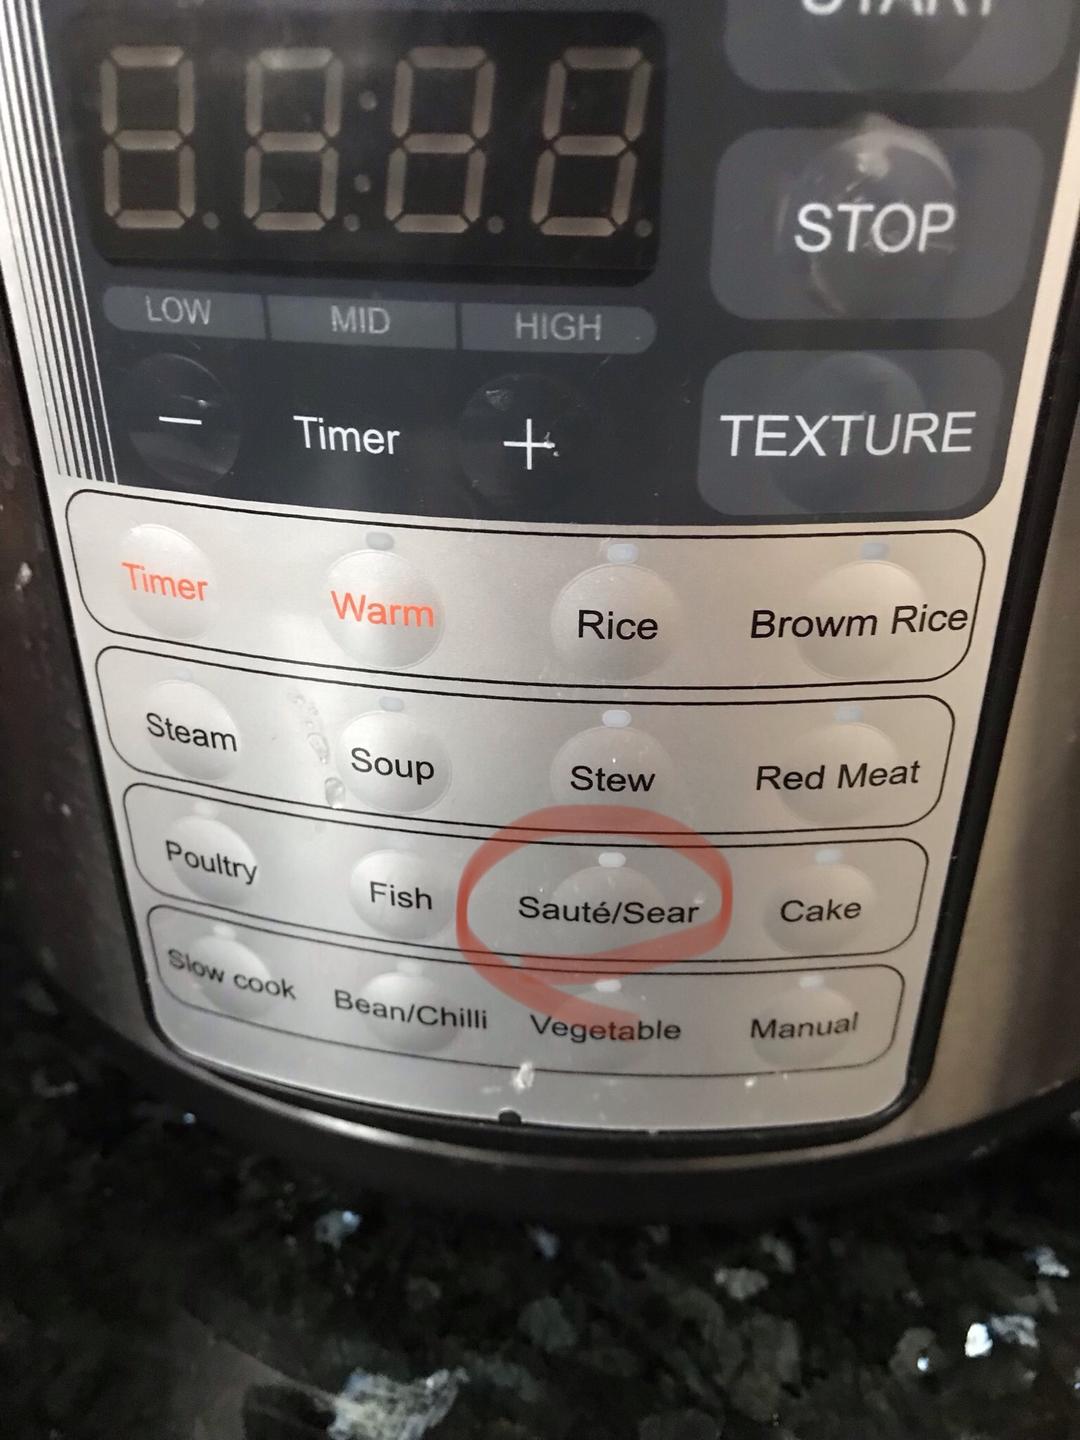 START
STOP
LOW MID HIGH
− Timer +
TEXTURE
Timer Warm Rice Browm Rice
Steam Soup Stew Red Meat
Poultry Fish Sauté/Sear Cake
Slow cook Bean/Chilli Vegetable Manual